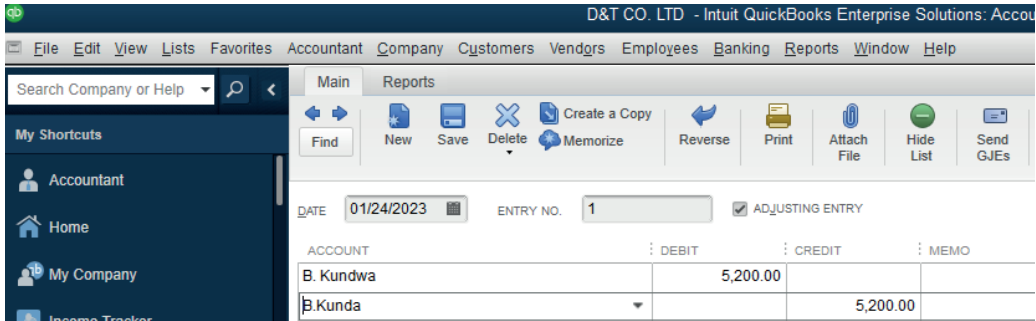 qb
D&T CO. LTD - Intuit QuickBooks Enterprise Solutions: Accou
File Edit View Lists Favorites Accountant Company Customers Vendors Employees Banking Reports Window Help
Search Company or Help
Main Reports
Find
New
Save
Delete
Create a Copy
Memorize
Reverse
Print
Attach
File
Hide
List
Send
GJEs
My Shortcuts
Accountant
Home
My Company
Income Tracker
DATE 01/24/2023 ENTRY NO. 1 ADJUSTING ENTRY
ACCOUNT DEBIT CREDIT MEMO
B. Kundwa 5,200.00
B.Kunda 5,200.00